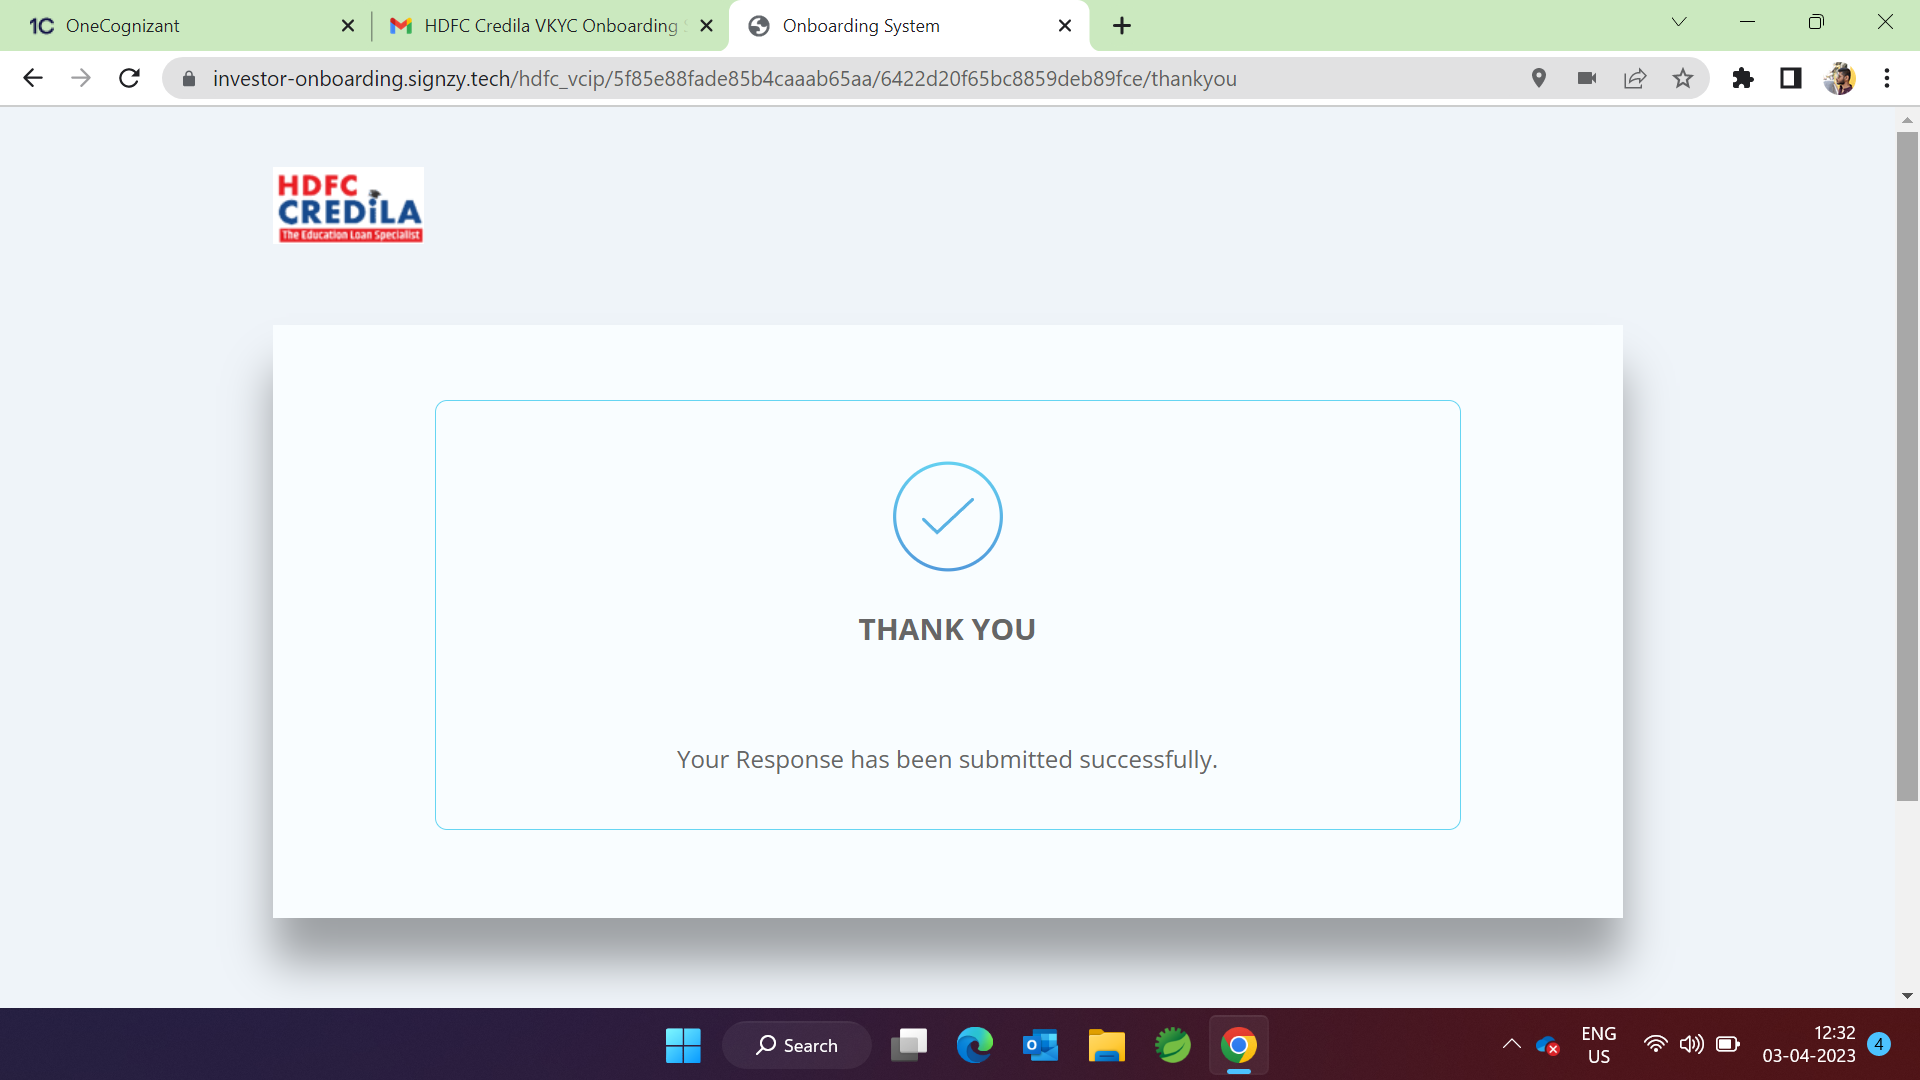 1C OneCognizant
HDFC Credila VKYC Onboarding
Onboarding System
investor-onboarding.signzy.tech/hdfc_vcip/5f85e88fade85b4caaab65aa/6422d20f65bc8859deb89fce/thankyou
HDFC
CREDiLA
The Education Loan Specialist
THANK YOU
Your Response has been submitted successfully.
Search
ENG
US
12:32
03-04-2023
4